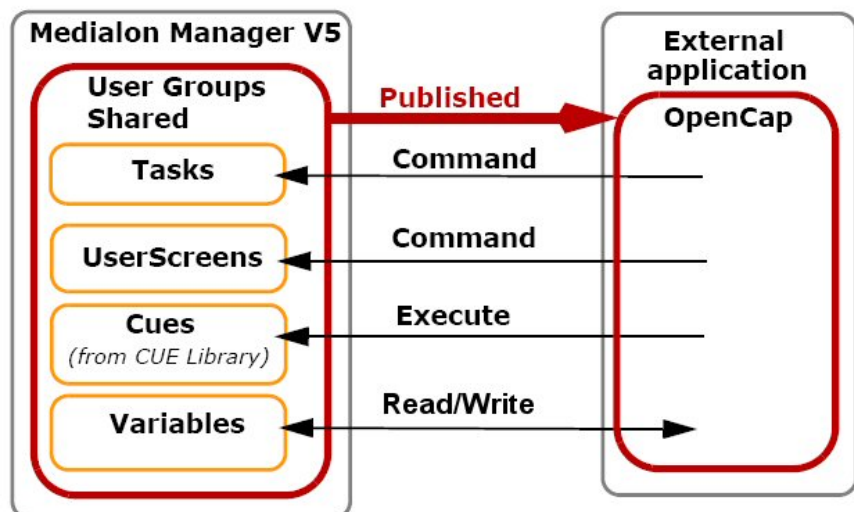 Medialon Manager V5
User Groups
Shared
Tasks
UserScreens
Cues
(from CUE Library)
Variables
Published
Command
Command
Execute
Read/Write
External
application
OpenCap